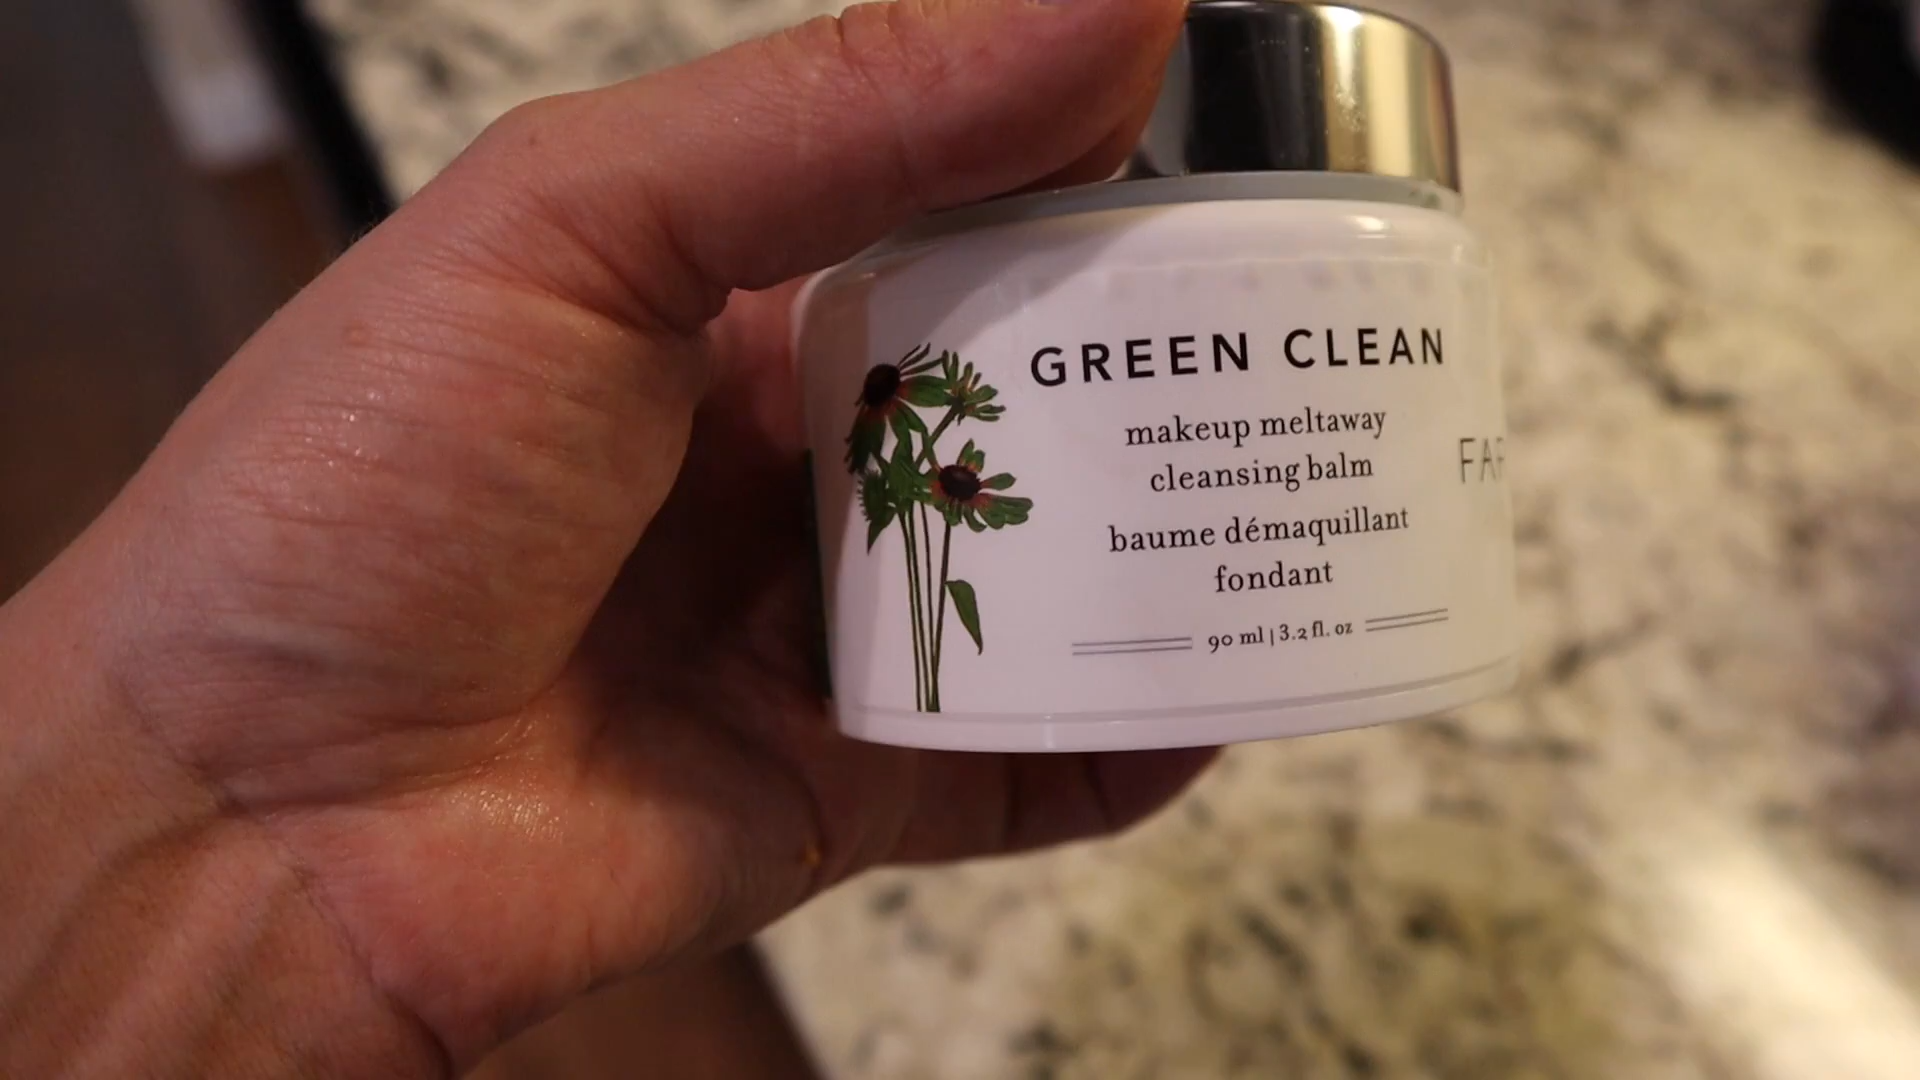 GREEN CLEAN
makeup meltaway
cleansing balm
baume démaquillant
fondant
90 ml | 3.2 fl. oz